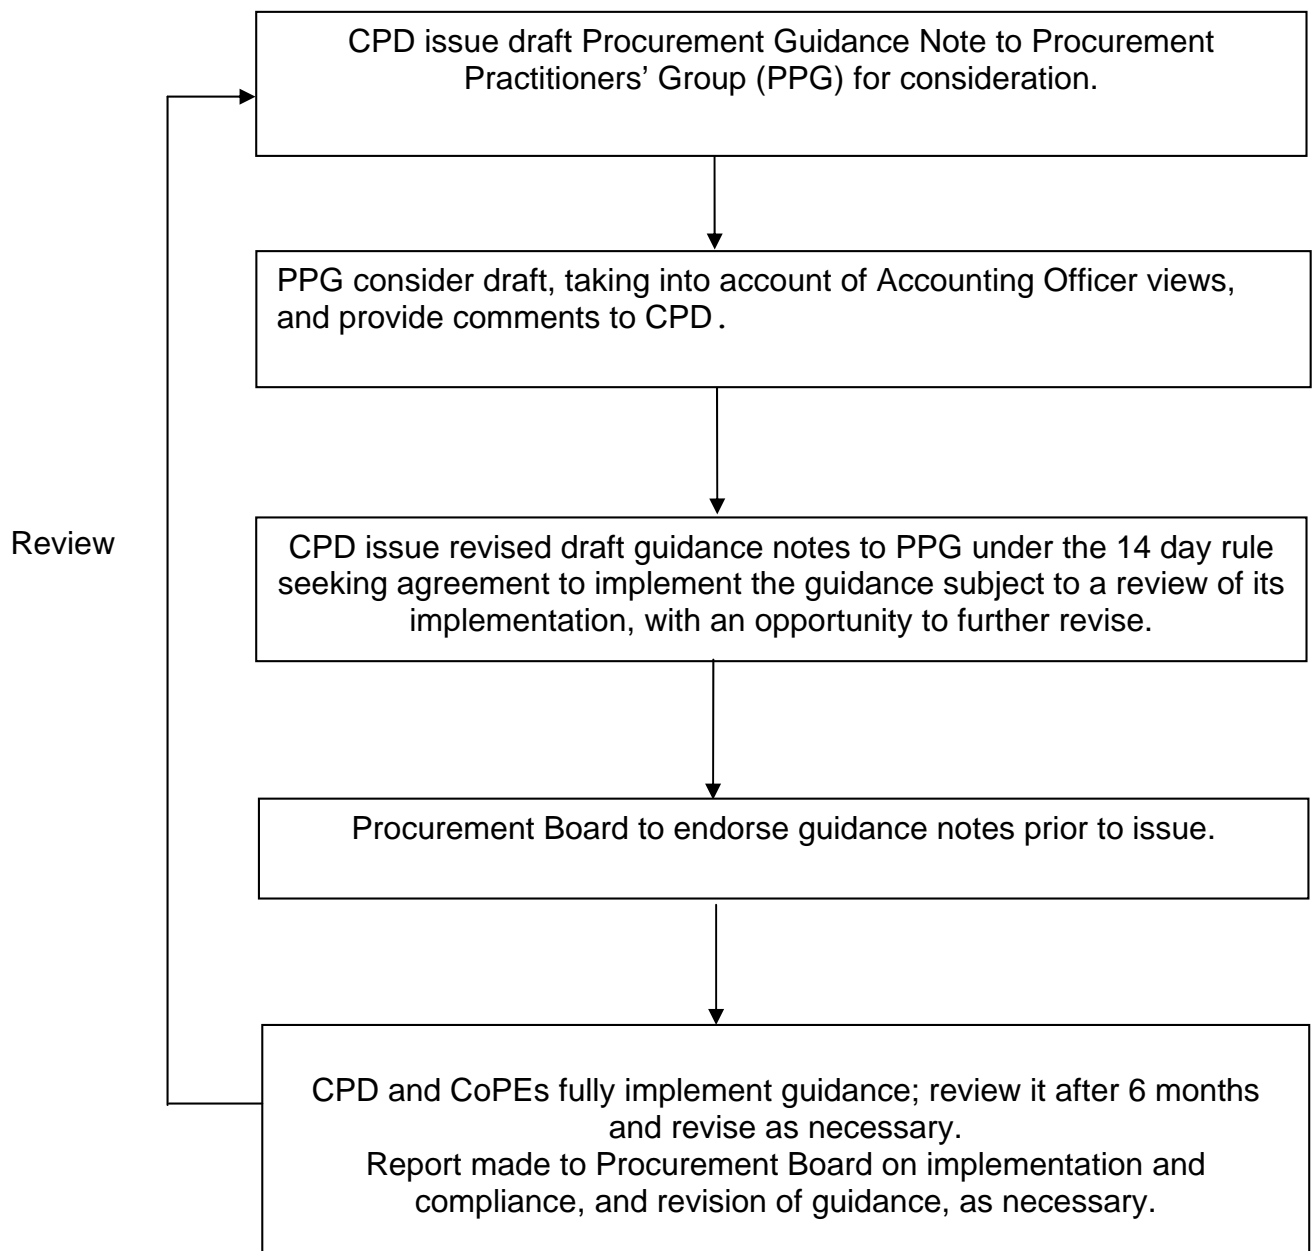 CPD issue draft Procurement Guidance Note to Procurement
Practitioners’ Group (PPG) for consideration.
PPG consider draft, taking into account of Accounting Officer views,
and provide comments to CPD.
Review
CPD issue revised draft guidance notes to PPG under the 14 day rule
seeking agreement to implement the guidance subject to a review of its
implementation, with an opportunity to further revise.
Procurement Board to endorse guidance notes prior to issue.
CPD and CoPEs fully implement guidance; review it after 6 months
and revise as necessary.
Report made to Procurement Board on implementation and
compliance, and revision of guidance, as necessary.